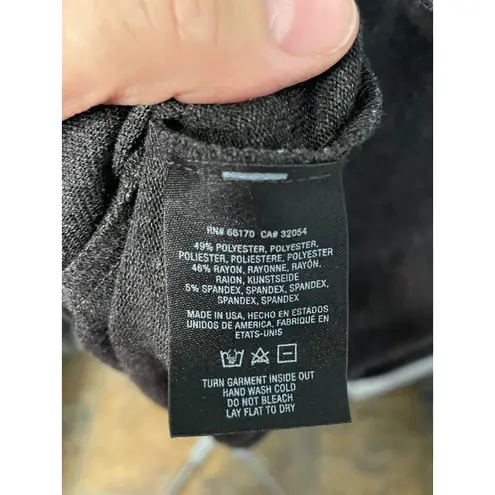 RN# 66170 CA# 32054
49% POLYESTER, POLYESTER,
POLIESTER, POLIESTERE, POLYESTER
46% RAYON, RAYONNE, RAYÓN,
RAION, KUNSTSEIDE
5% SPANDEX, SPANDEX, SPANDEX,
SPANDEX, SPANDEX
MADE IN USA, HECHO EN ESTADOS
UNIDOS DE AMERICA, FABRIQUÉ EN
ETATS-UNIS
TURN GARMENT INSIDE OUT
HAND WASH COLD
DO NOT BLEACH
LAY FLAT TO DRY